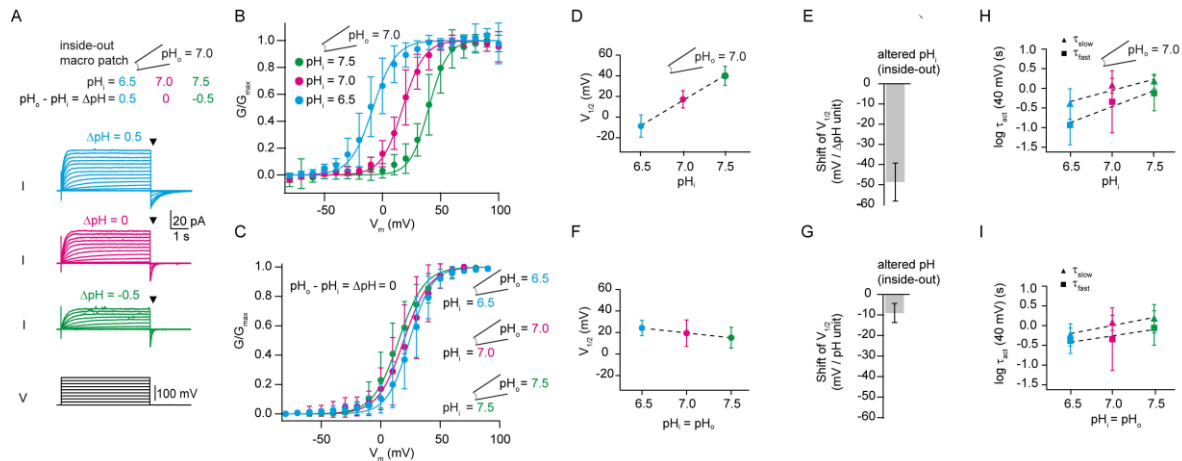 A
inside-out
macro patch
pHo = 7.0
pHi = 6.5 7.0 7.5
pHo - pHi = ΔpH = 0.5 0 -0.5
ΔpH = 0.5
I
20 pA
1 s
ΔpH = 0
I
ΔpH = -0.5
I
V
100 mV
B
G/Gmax
1.0
0.8
0.6
0.4
0.2
0.0
pHo = 7.0
pHi = 7.5
pHi = 7.0
pHi = 6.5
-50 0 50 100
Vm (mV)
C
G/Gmax
1.0
0.8
0.6
0.4
0.2
0.0
pHo - pHi = ΔpH = 0
pHo = 6.5
pHi = 6.5
pHo = 7.0
pHi = 7.0
pHo = 7.5
pHi = 7.5
-50 0 50 100
Vm (mV)
D
pHo = 7.0
V1/2 (mV)
60
40
20
0
-20
6.5 7.0 7.5
pHi
E
altered pHi
(inside-out)
Shift of V1/2
(mV / ΔpH unit)
0
-10
-20
-30
-40
-50
-60
F
V1/2 (mV)
60
40
20
0
-20
6.5 7.0 7.5
pHi = pHo
G
altered pH
(inside-out)
Shift of V1/2
(mV / pH unit)
0
-10
-20
-30
-40
-50
-60
H
τslow
τfast
pHo = 7.0
log τact (40 mV) (s)
1.0
0.5
0.0
-0.5
-1.0
-1.5
6.5 7.0 7.5
pHi
I
τslow
τfast
log τact (40 mV) (s)
1.0
0.5
0.0
-0.5
-1.0
-1.5
6.5 7.0 7.5
pHi = pHo